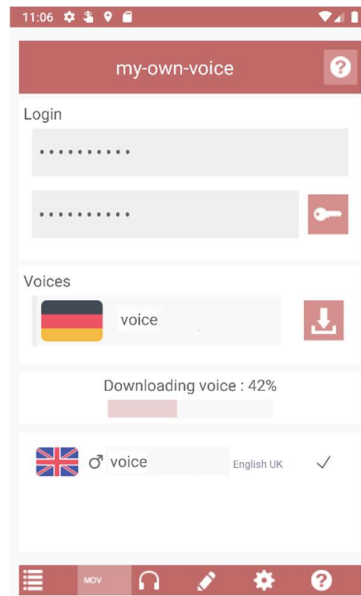 11:06
my-own-voice
?
Login
••••••••••
••••••••••
Voices
voice
Downloading voice : 42%
voice
English UK
MOV
?